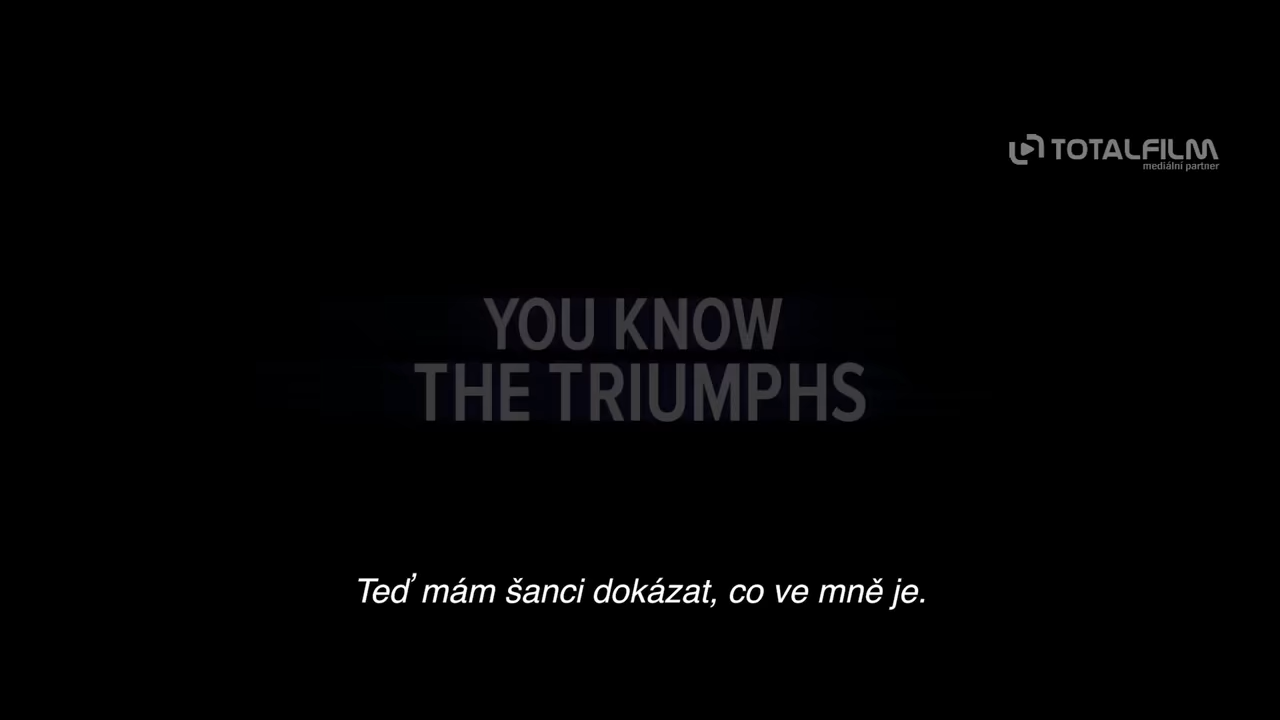 TOTALFILM
mediální partner
YOU KNOW
THE TRIUMPHS
Teď mám šanci dokázat, co ve mně je.